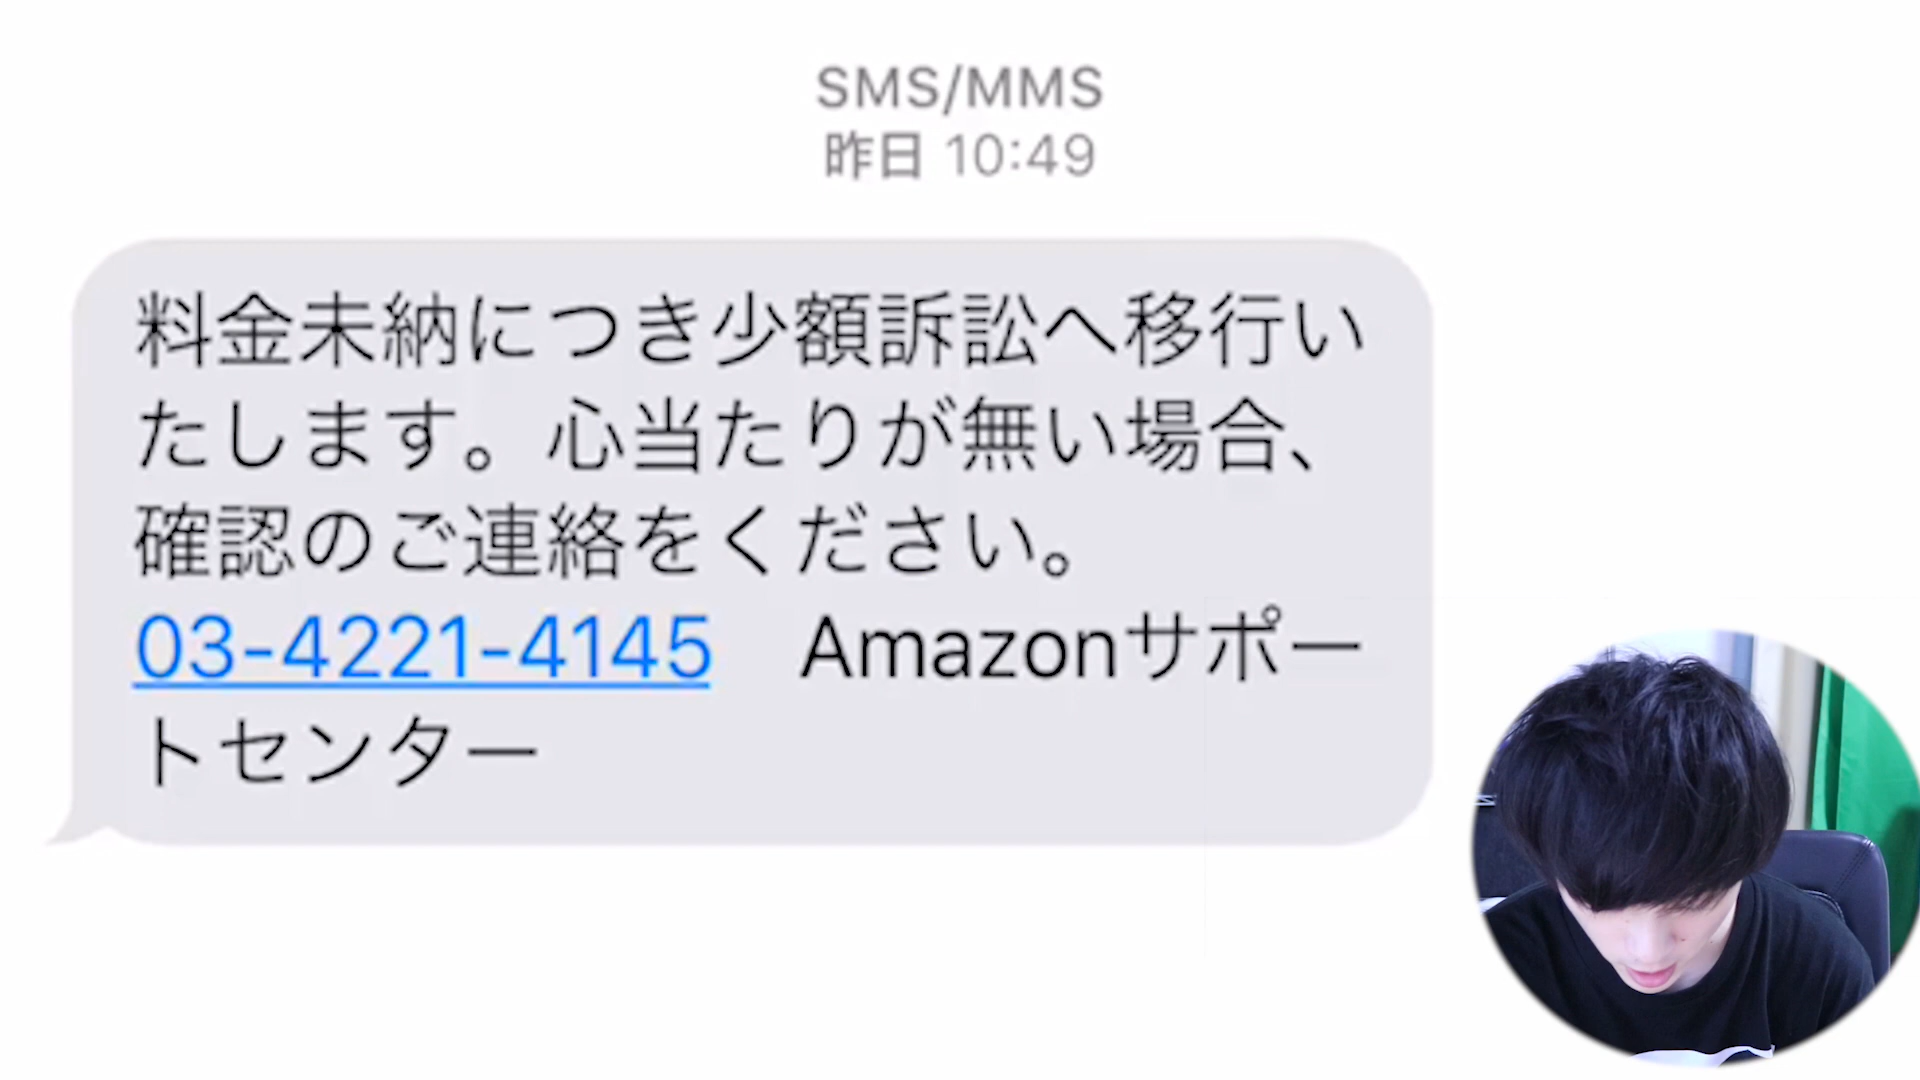 SMS/MMS
昨日 10:49
料金未納につき少額訴訟へ移行い
たします。心当たりが無い場合、
確認のご連絡をください。
03-4221-4145　Amazonサポー
トセンター